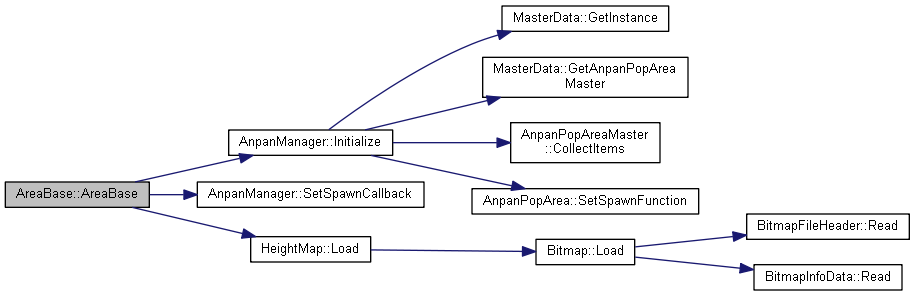 MasterData::GetInstance
MasterData::GetAnpanPopArea
Master
AnpanManager::Initialize
AnpanPopAreaMaster
::CollectItems
AreaBase::AreaBase
AnpanManager::SetSpawnCallback
AnpanPopArea::SetSpawnFunction
HeightMap::Load
Bitmap::Load
BitmapFileHeader::Read
BitmapInfoData::Read